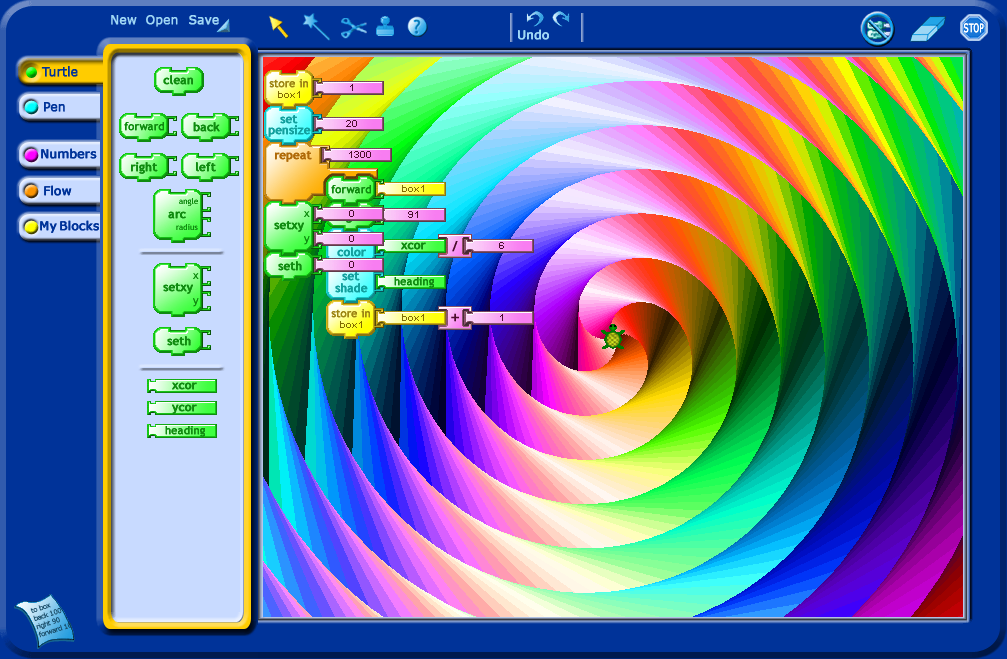 New Open Save
Undo
STOP
Turtle
Pen
Numbers
Flow
My Blocks
clean
forward back
right left
angle
arc
radius
x
setxy
y
seth
xcor
ycor
heading
store in
box1
1
set
pensize
20
repeat
1300
forward
box1
x
setxy
y
0
91
0
color
xcor
/
6
seth
0
set
shade
heading
store in
box1
box1
+
1
?
to box
back 100
right 90
forward 1